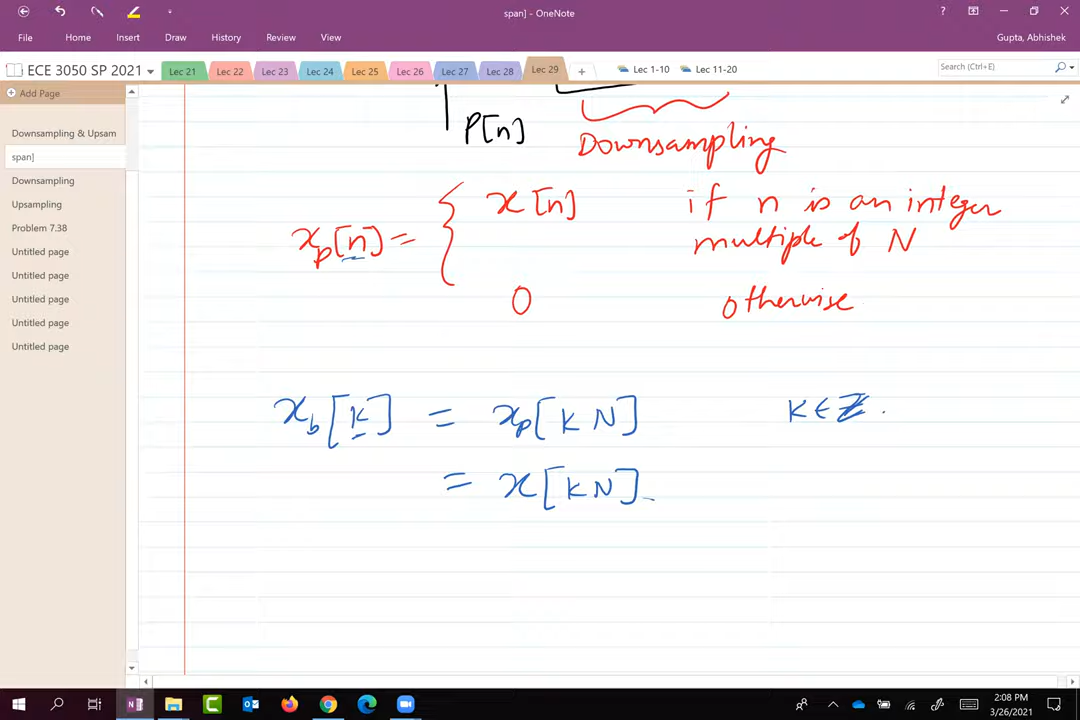 span] - OneNote
Gupta, Abhishek
File Home Insert Draw History Review View
ECE 3050 SP 2021 Lec 21 Lec 22 Lec 23 Lec 24 Lec 25 Lec 26 Lec 27 Lec 28 Lec 29 + Lec 1-10 Lec 11-20 Search (Ctrl+E)
Add Page
Downsampling & Upsam
span]
Downsampling
Upsampling
Problem 7.38
Untitled page
Untitled page
Untitled page
Untitled page
Untitled page
p[n]
Downsampling
x_p[n] = { x[n] if n is an integer
multiple of N
0 otherwise
x_b[k] = x_p[kN] k ∈ ℤ.
= x[kN].
2:08 PM
3/26/2021